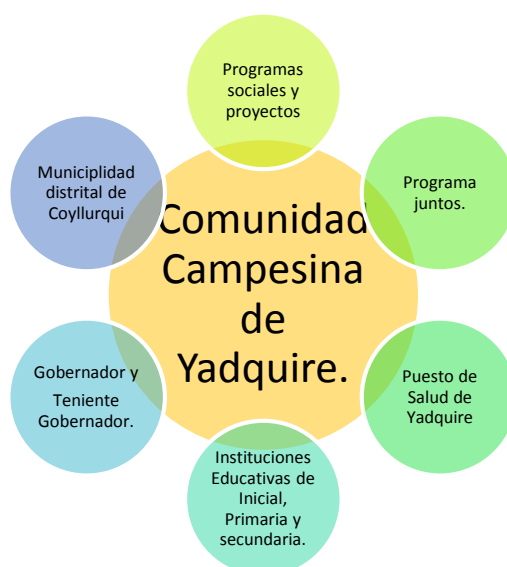 Programas
sociales y
proyectos
Programa
juntos.
Puesto de
Salud de
Yadquire
Instituciones
Educativas de
Inicial,
Primaria y
secundaria.
Gobernador y
Teniente
Gobernador.
Municiplidad
distrital de
Coyllurqui
Comunidad
Campesina
de
Yadquire.